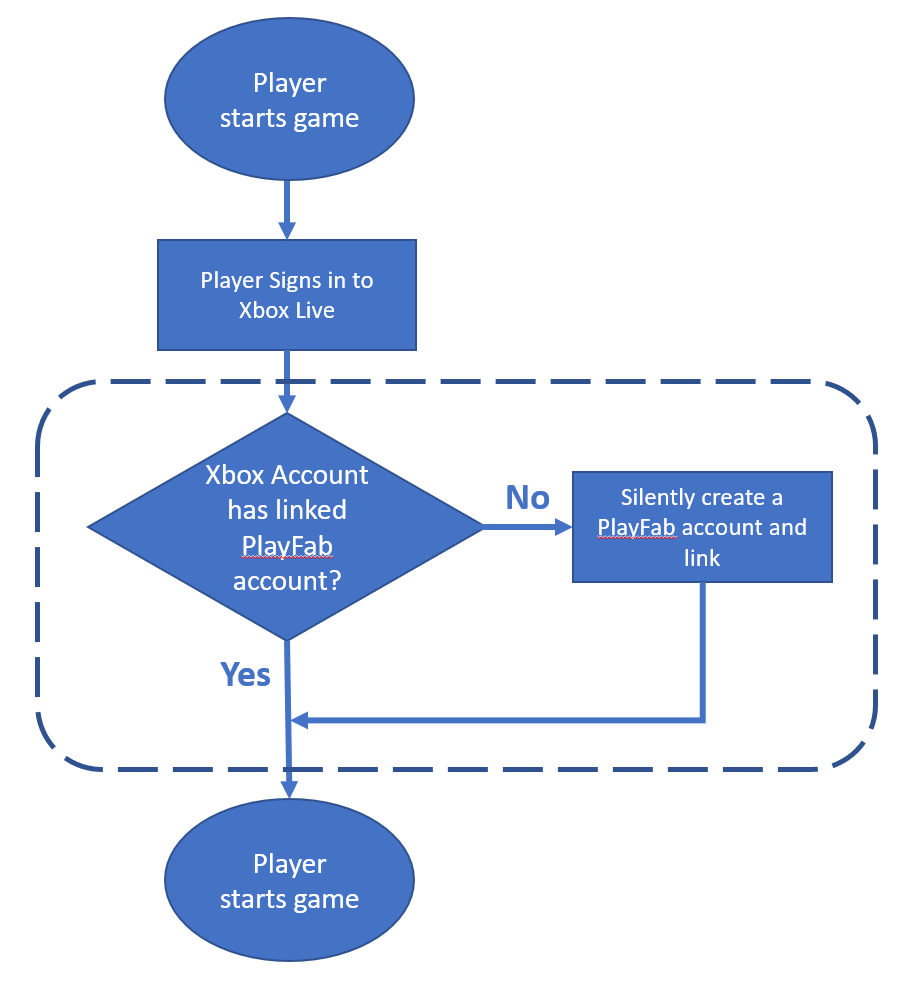 Player
starts game
Player Signs in to
Xbox Live
Xbox Account
has linked
PlayFab
account?
No
Silently create a
PlayFab account and
link
Yes
Player
starts game